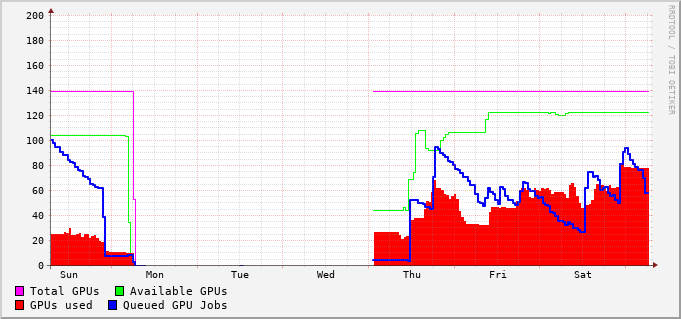 200
180
160
140
120
100
80
60
40
20
0
Sun Mon Tue Wed Thu Fri Sat
Total GPUs Available GPUs
GPUs used Queued GPU Jobs
RRDTOOL / TOBI OETIKER